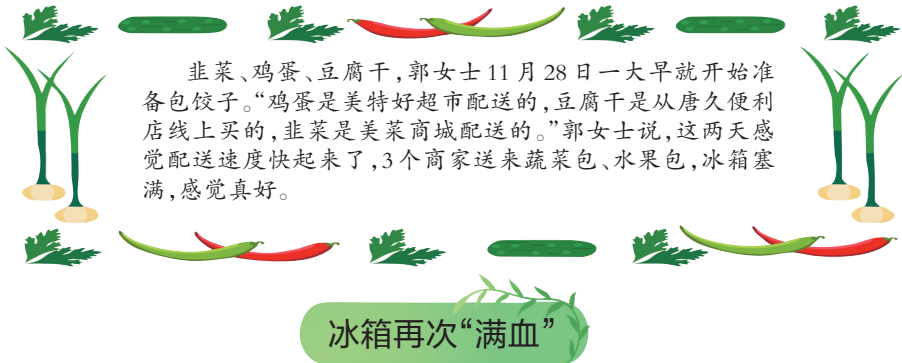 韭菜、鸡蛋、豆腐干,郭女士11月28日一大早就开始准
备包饺子。“鸡蛋是美特好超市配送的,豆腐干是从唐久便利
店线上买的,韭菜是美菜商城配送的。”郭女士说,这两天感
觉配送速度快起来了,3个商家送来蔬菜包、水果包,冰箱塞
满,感觉真好。
冰箱再次“满血”